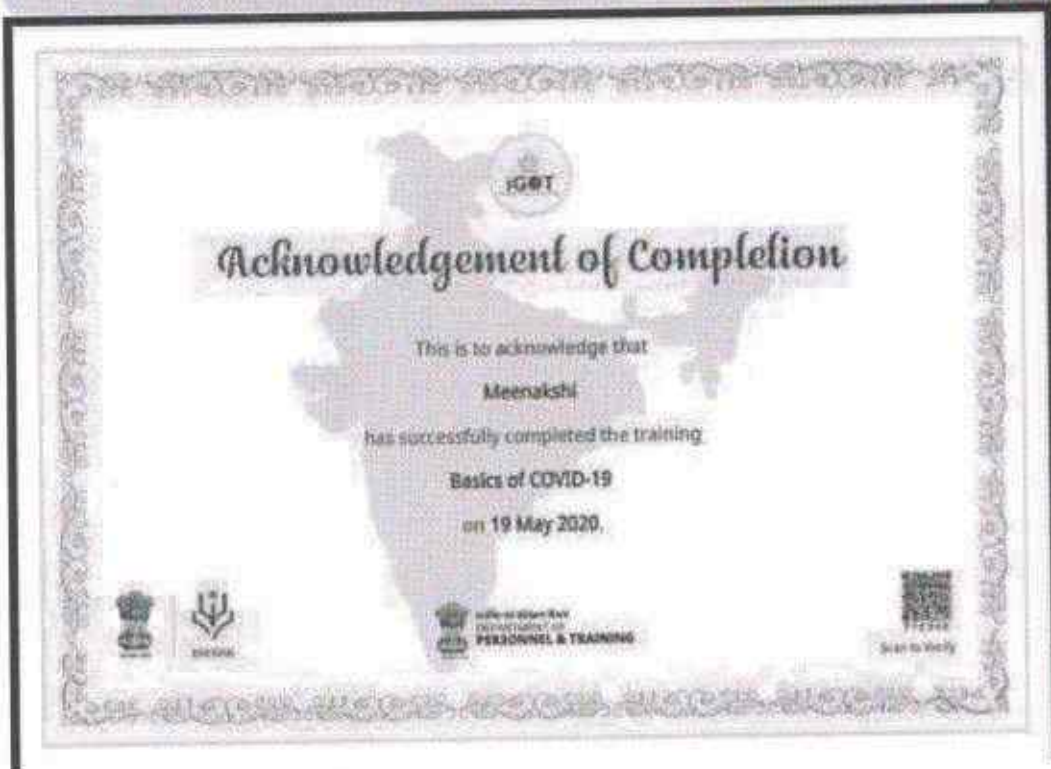 iGOT
Acknowledgement of Completion
This is to acknowledge that
Meenakshi
has successfully completed the training
Basics of COVID-19
on 19 May 2020.
DIKSHA
DEPARTMENT OF
PERSONNEL & TRAINING
Scan to Verify